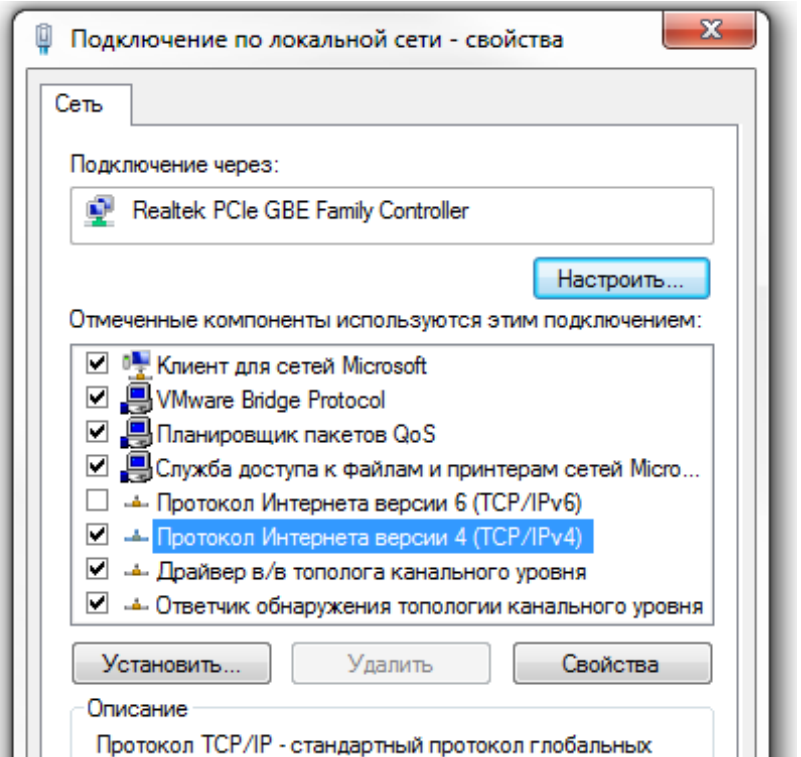 Подключение по локальной сети - свойства
Сеть
Подключение через:
Realtek PCIe GBE Family Controller
Настроить...
Отмеченные компоненты используются этим подключением:
Клиент для сетей Microsoft
VMware Bridge Protocol
Планировщик пакетов QoS
Служба доступа к файлам и принтерам сетей Micro...
Протокол Интернета версии 6 (TCP/IPv6)
Протокол Интернета версии 4 (TCP/IPv4)
Драйвер в/в тополога канального уровня
Ответчик обнаружения топологии канального уровня
Установить...
Удалить
Свойства
Описание
Протокол TCP/IP - стандартный протокол глобальных